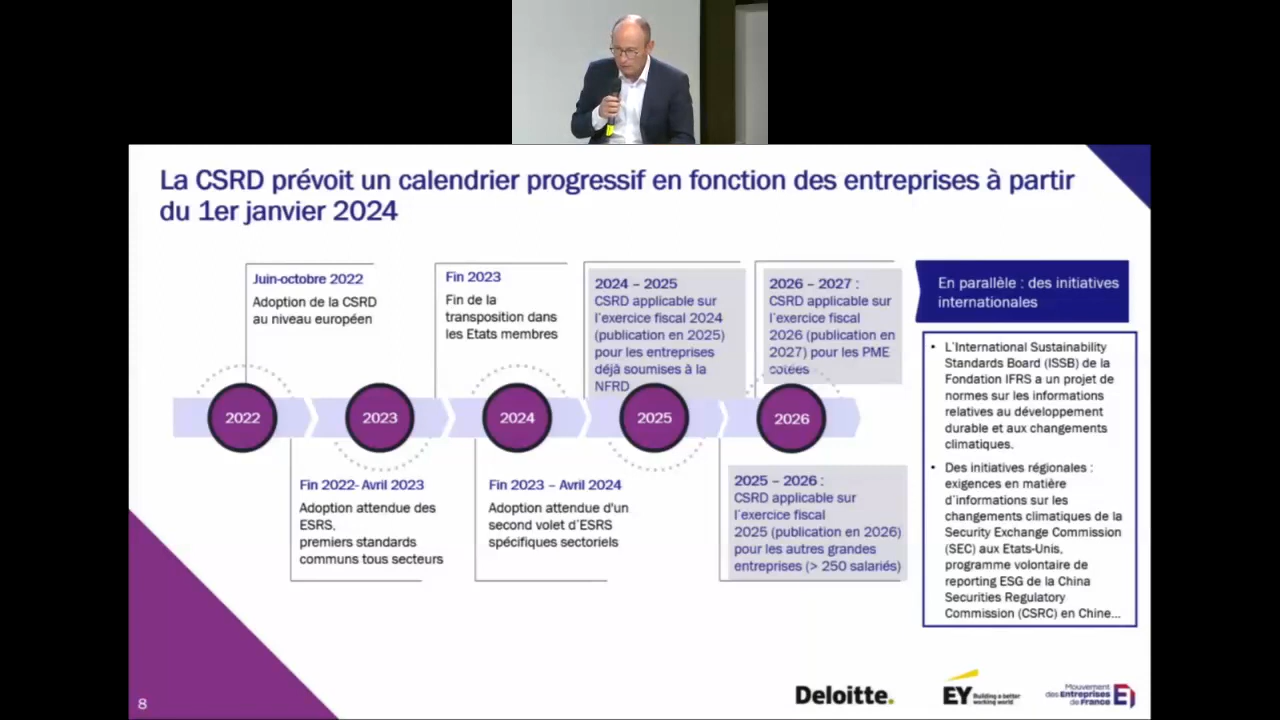 La CSRD prévoit un calendrier progressif en fonction des entreprises à partir
du 1er janvier 2024
Juin-octobre 2022
Adoption de la CSRD
au niveau européen
Fin 2023
Fin de la
transposition dans
les Etats membres
2024 – 2025
CSRD applicable sur
l'exercice fiscal 2024
(publication en 2025)
pour les entreprises
déjà soumises à la
NFRD
2026 – 2027 :
CSRD applicable sur
l'exercice fiscal
2026 (publication en
2027) pour les PME
cotées
2022
2023
2024
2025
2026
Fin 2022- Avril 2023
Adoption attendue des
ESRS,
premiers standards
communs tous secteurs
Fin 2023 – Avril 2024
Adoption attendue d'un
second volet d'ESRS
spécifiques sectoriels
2025 – 2026 :
CSRD applicable sur
l'exercice fiscal
2025 (publication en 2026)
pour les autres grandes
entreprises (> 250 salariés)
En parallèle : des initiatives
internationales
• L'International Sustainability
Standards Board (ISSB) de la
Fondation IFRS a un projet de
normes sur les informations
relatives au développement
durable et aux changements
climatiques.
• Des initiatives régionales :
exigences en matière
d'informations sur les
changements climatiques de la
Security Exchange Commission
(SEC) aux Etats-Unis,
programme volontaire de
reporting ESG de la China
Securities Regulatory
Commission (CSRC) en Chine...
8
Deloitte.
EY
Building a better
working world
Mouvement
des Entreprises
de France